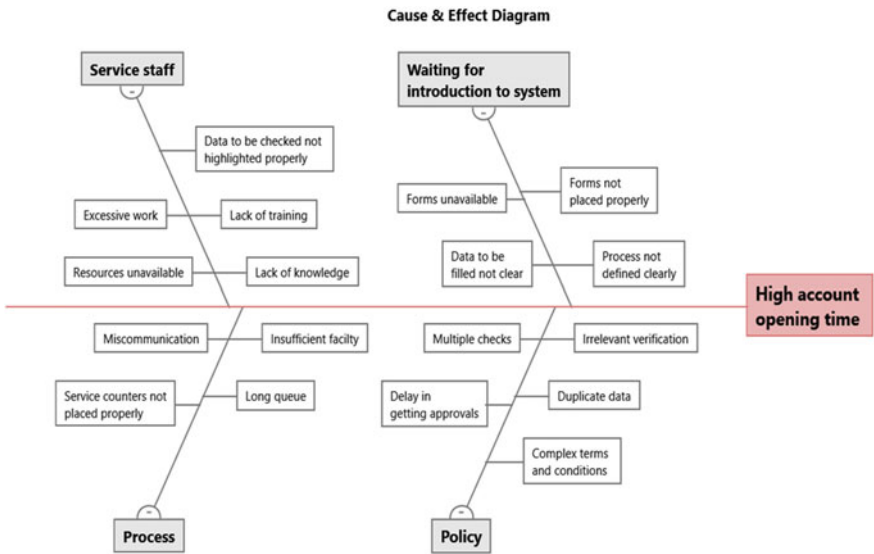 Cause & Effect Diagram
Service staff
Waiting for
introduction to system
Data to be checked not
highlighted properly
Excessive work
Lack of training
Resources unavailable
Lack of knowledge
Forms unavailable
Forms not
placed properly
Data to be
filled not clear
Process not
defined clearly
High account
opening time
Miscommunication
Insufficient facilty
Service counters not
placed properly
Long queue
Multiple checks
Irrelevant verification
Delay in
getting approvals
Duplicate data
Complex terms
and conditions
Process
Policy